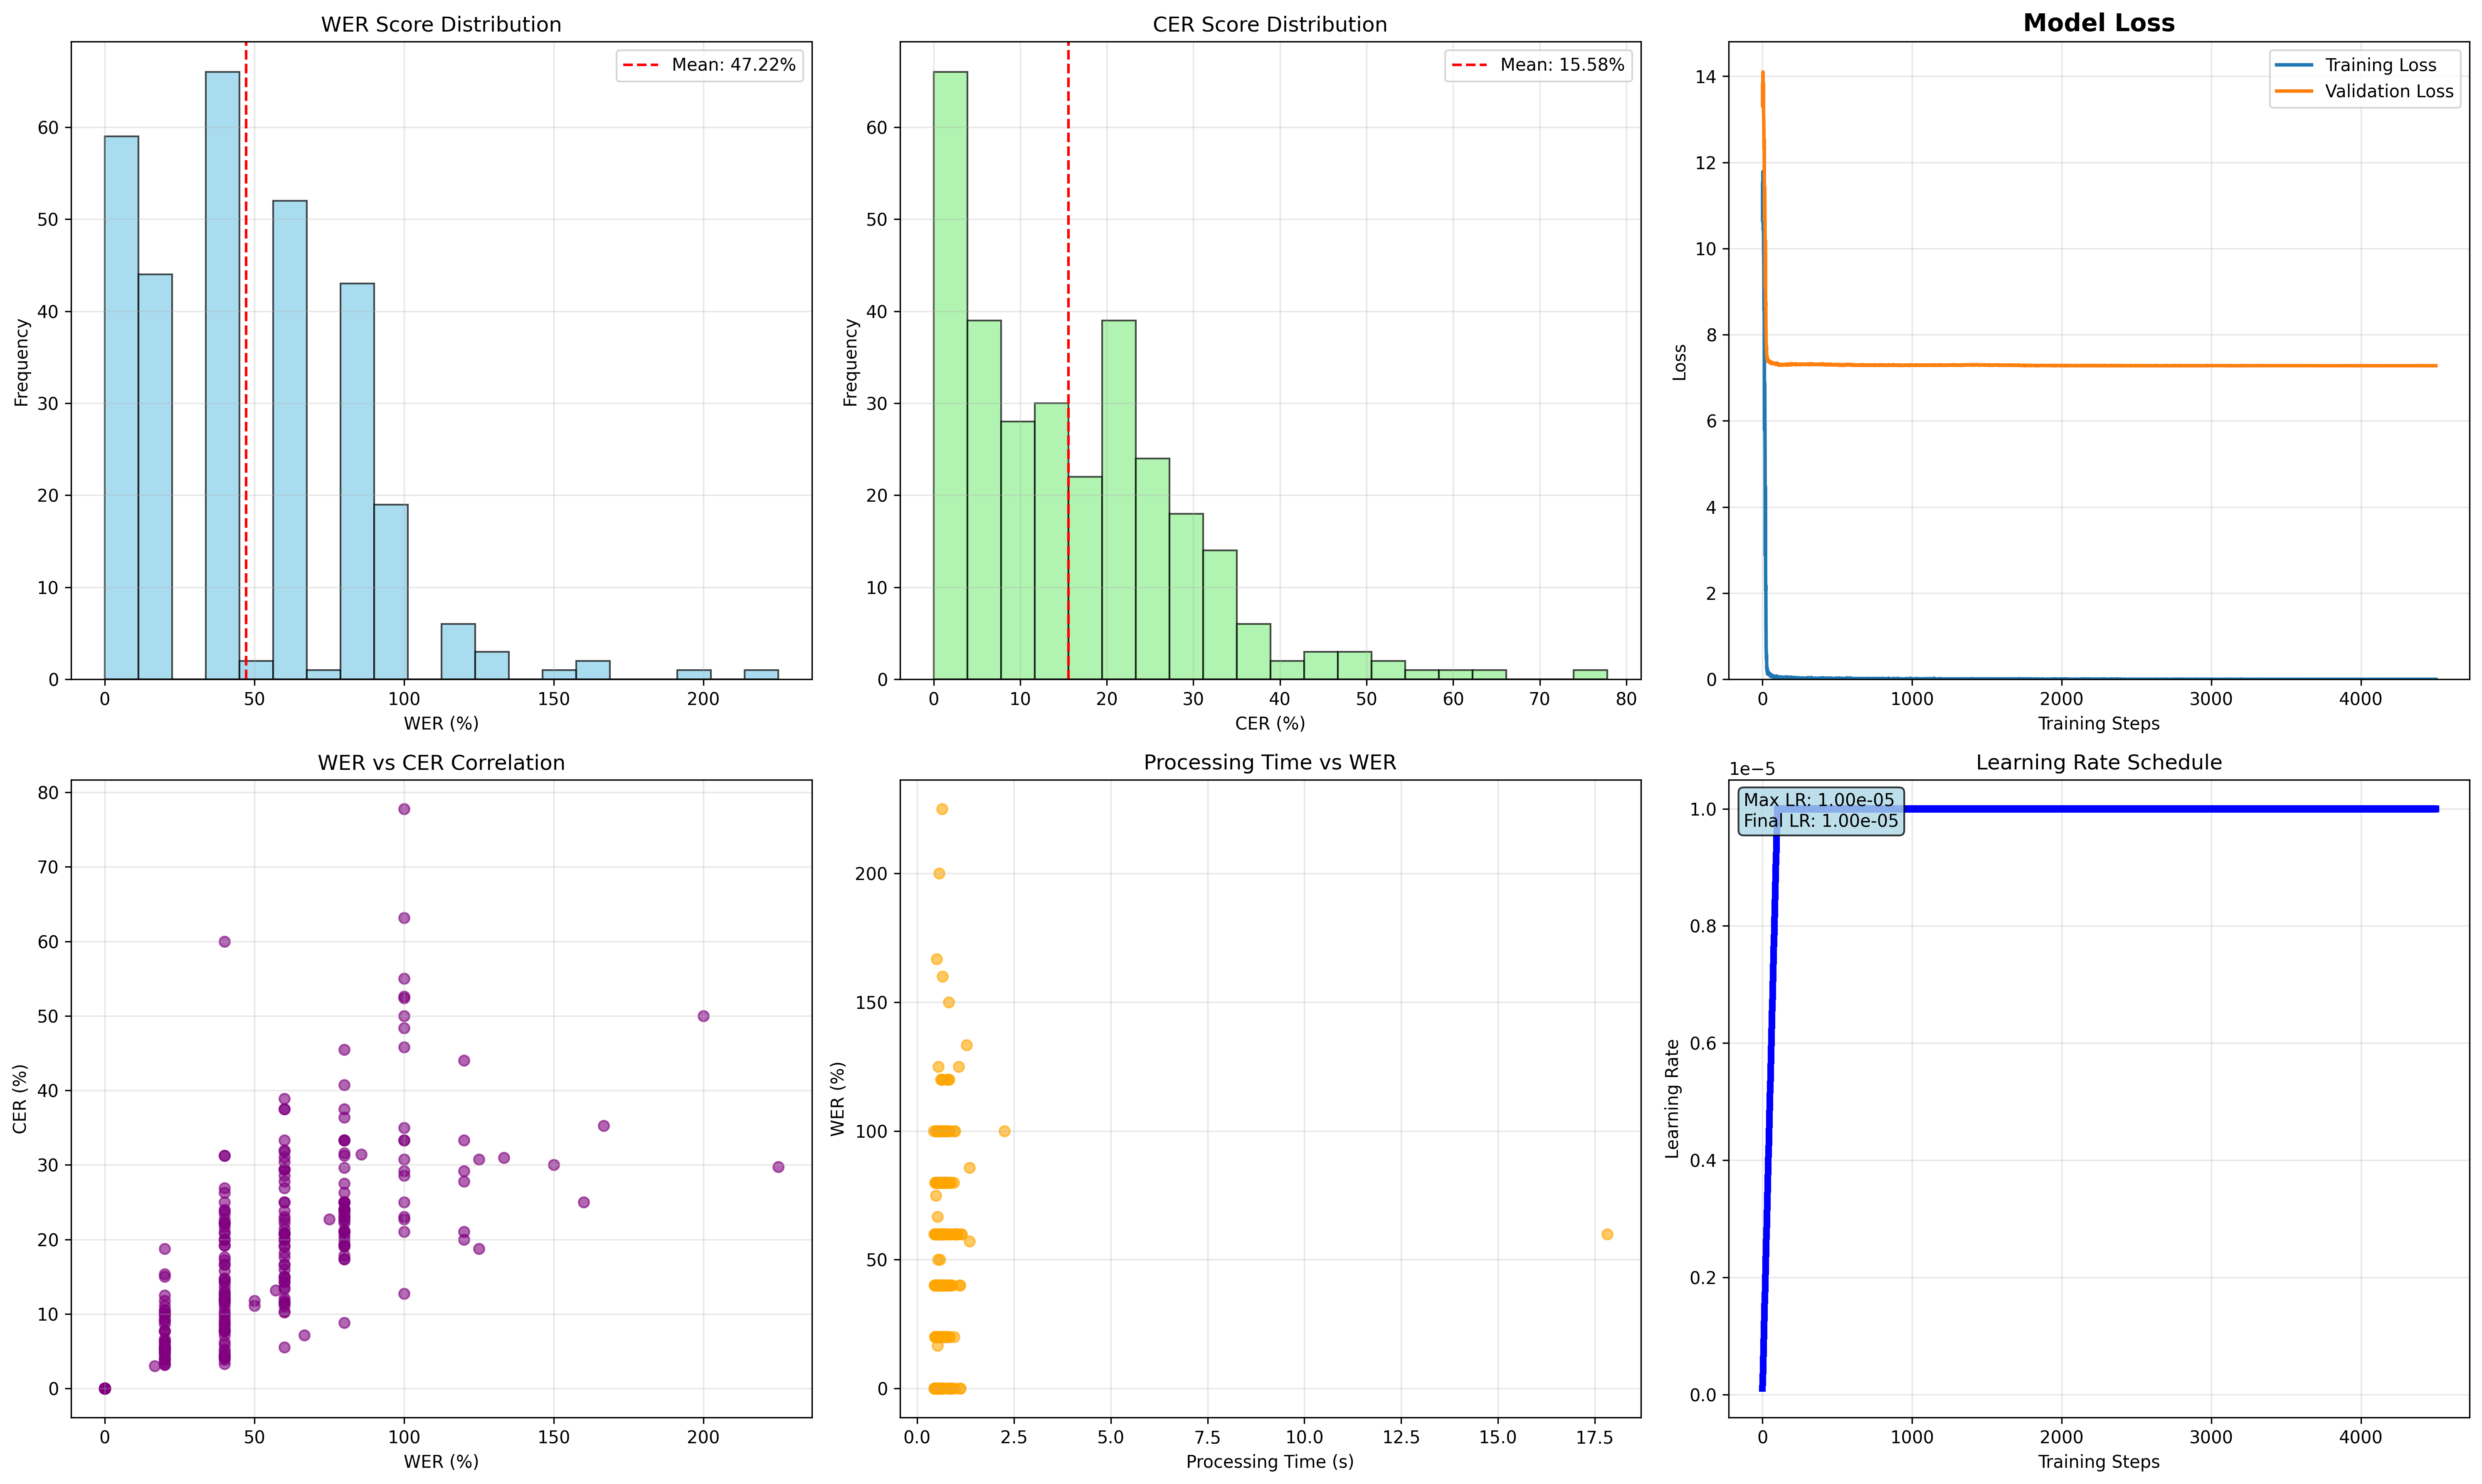 WER Score Distribution
Mean: 47.22%
Frequency
60
50
40
30
20
10
0
0 50 100 150 200
WER (%)
CER Score Distribution
Mean: 15.58%
Frequency
60
50
40
30
20
10
0
0 10 20 30 40 50 60 70 80
CER (%)
Model Loss
Training Loss
Validation Loss
Loss
14
12
10
8
6
4
2
0
0 1000 2000 3000 4000
Training Steps
WER vs CER Correlation
CER (%)
80
70
60
50
40
30
20
10
0
0 50 100 150 200
WER (%)
Processing Time vs WER
WER (%)
200
150
100
50
0
0.0 2.5 5.0 7.5 10.0 12.5 15.0 17.5
Processing Time (s)
Learning Rate Schedule
1e−5
Max LR: 1.00e-05
Final LR: 1.00e-05
Learning Rate
1.0
0.8
0.6
0.4
0.2
0.0
0 1000 2000 3000 4000
Training Steps